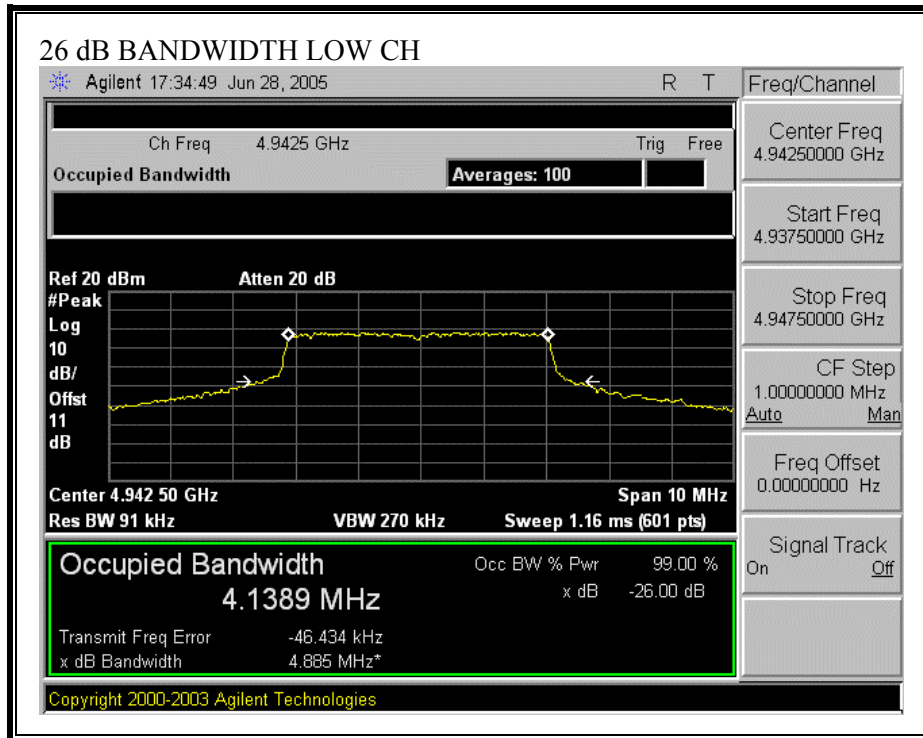 26 dB BANDWIDTH LOW CH
Agilent 17:34:49 Jun 28, 2005 R T
Freq/Channel
Ch Freq 4.9425 GHz Trig Free
Occupied Bandwidth Averages: 100
Center Freq
4.94250000 GHz
Start Freq
4.93750000 GHz
Stop Freq
4.94750000 GHz
CF Step
1.00000000 MHz
Auto Man
Freq Offset
0.00000000 Hz
Signal Track
On Off
Ref 20 dBm Atten 20 dB
#Peak
Log
10
dB/
Offst
11
dB
Center 4.942 50 GHz Span 10 MHz
Res BW 91 kHz VBW 270 kHz Sweep 1.16 ms (601 pts)
Occupied Bandwidth Occ BW % Pwr 99.00 %
4.1389 MHz x dB -26.00 dB
Transmit Freq Error -46.434 kHz
x dB Bandwidth 4.885 MHz*
Copyright 2000-2003 Agilent Technologies